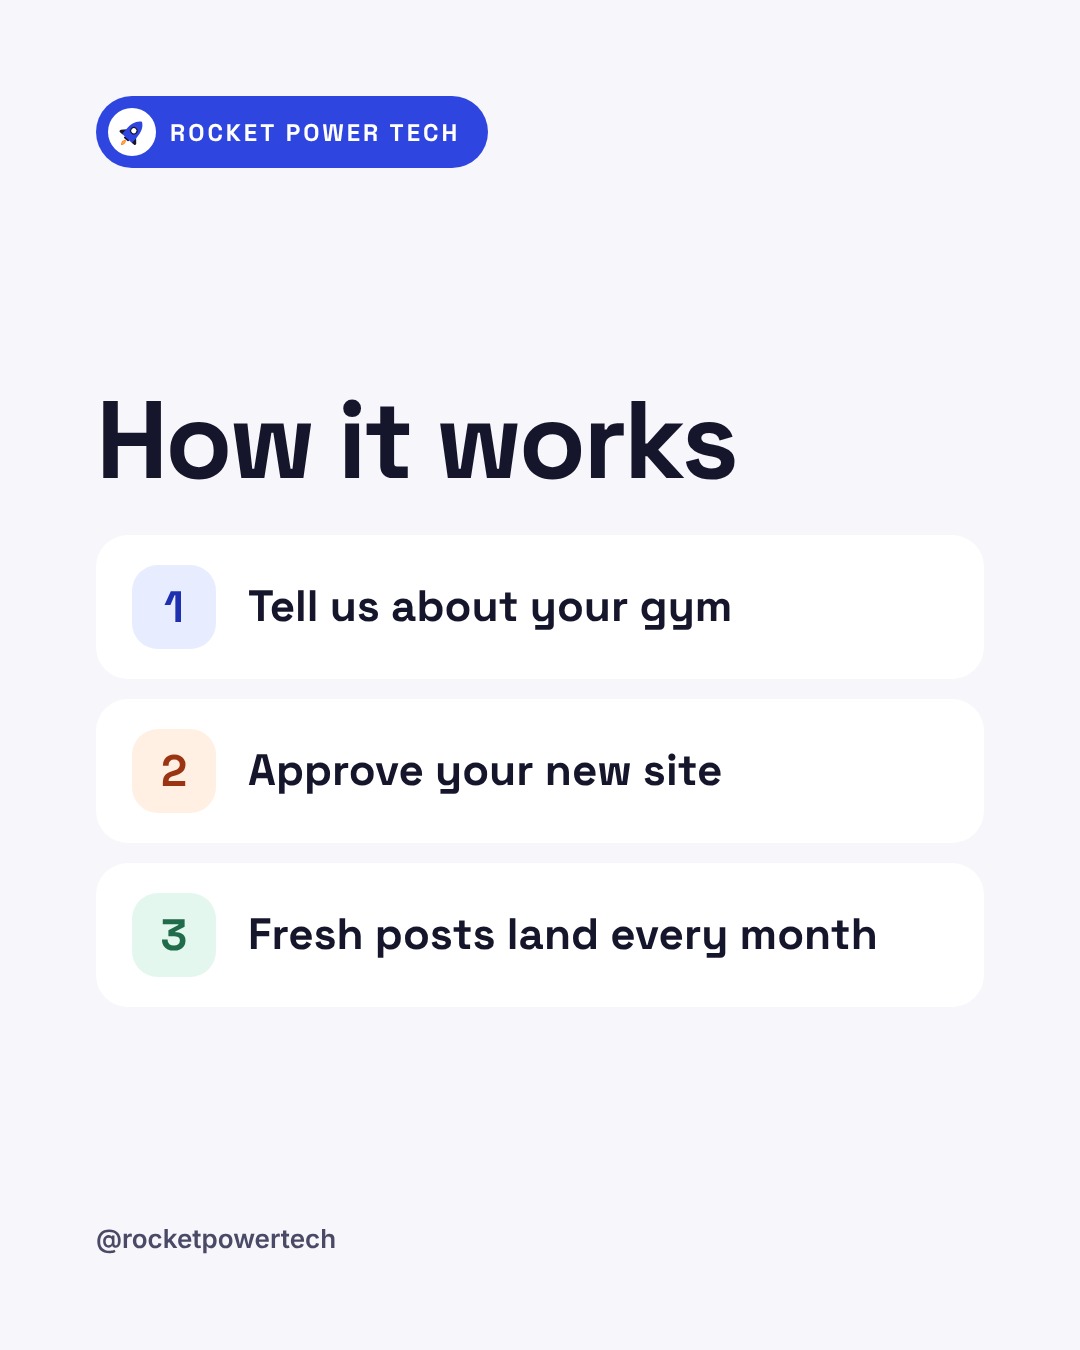 ROCKET POWER TECH
How it works
1 Tell us about your gym
2 Approve your new site
3 Fresh posts land every month
@rocketpowertech